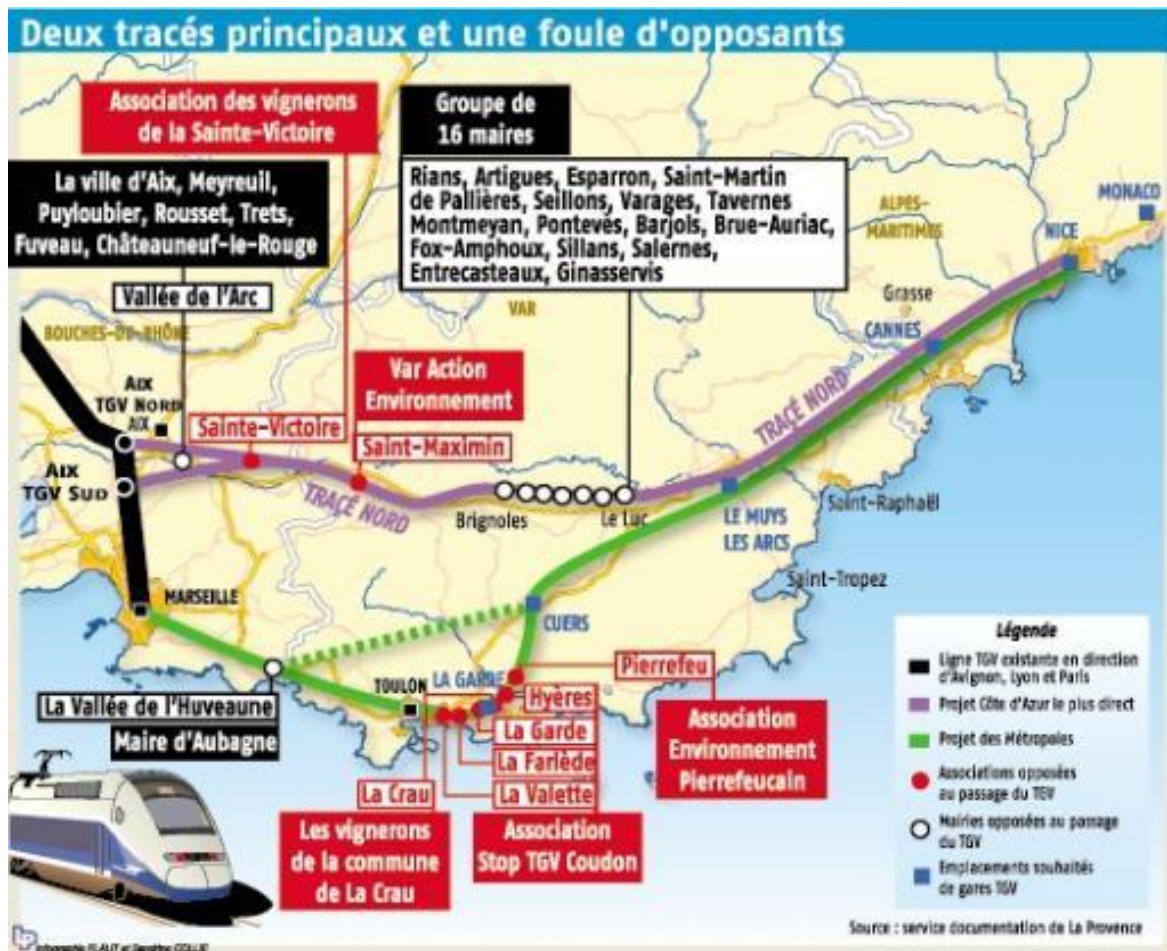 Deux tracés principaux et une foule d'opposants
Association des vignerons
de la Sainte-Victoire
Groupe de
16 maires
La ville d'Aix, Meyreuil,
Puyloubier, Rousset, Trets,
Fuveau, Châteauneuf-le-Rouge
Rians, Artigues, Esparron, Saint-Martin
de Pallières, Seillons, Varages, Tavernes
Montmeyan, Pontevès, Barjols, Brue-Auriac,
Fox-Amphoux, Sillans, Salernes,
Entrecasteaux, Ginasservis
MONACO
ALPES-
MARITIMES
NICE
Vallée de l'Arc
VAR
Grasse
BOUCHES-DU-RHÔNE
CANNES
Var Action
Environnement
AIX
TGV NORD
AIX
Sainte-Victoire
Saint-Maximin
TRACÉ NORD
AIX
TGV SUD
TRAÇÉ NORD
Brignoles
Le Luc
LE MUYS
LES ARCS
Saint-Raphaël
Saint-Tropez
MARSEILLE
CUERS
Légende
Ligne TGV existante en direction
d'Avignon, Lyon et Paris
Projet Côte d'Azur le plus direct
Projet des Métropoles
Associations opposées
au passage du TGV
Mairies opposées au passage
du TGV
Emplacements souhaités
de gares TGV
TOULON
LA GARDE
Pierrefeu
Hyères
La Garde
La Farlède
La Valette
La Crau
La Vallée de l'Huveaune
Maire d'Aubagne
Association
Environnement
Pierrefeucain
Les vignerons
de la commune
de La Crau
Association
Stop TGV Coudon
Source : service documentation de La Provence
Infographie